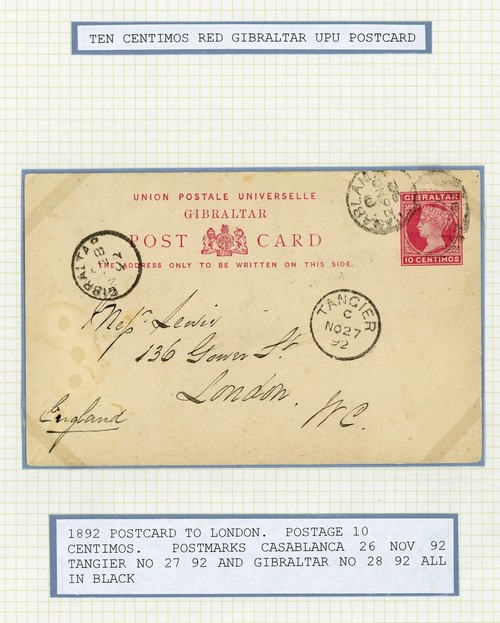 TEN CENTIMOS RED GIBRALTAR UPU POSTCARD
UNION POSTALE UNIVERSELLE
GIBRALTAR
POST CARD
THE ADDRESS ONLY TO BE WRITTEN ON THIS SIDE.
GIBRALTAR
10 CENTIMOS
GIBRALTAR
TANGIER
C
NO 27
92
Messrs. Lewis
136 Gower St.
London.
W.C.
England
1892 POSTCARD TO LONDON. POSTAGE 10
CENTIMOS. POSTMARKS CASABLANCA 26 NOV 92
TANGIER NO 27 92 AND GIBRALTAR NO 28 92 ALL
IN BLACK